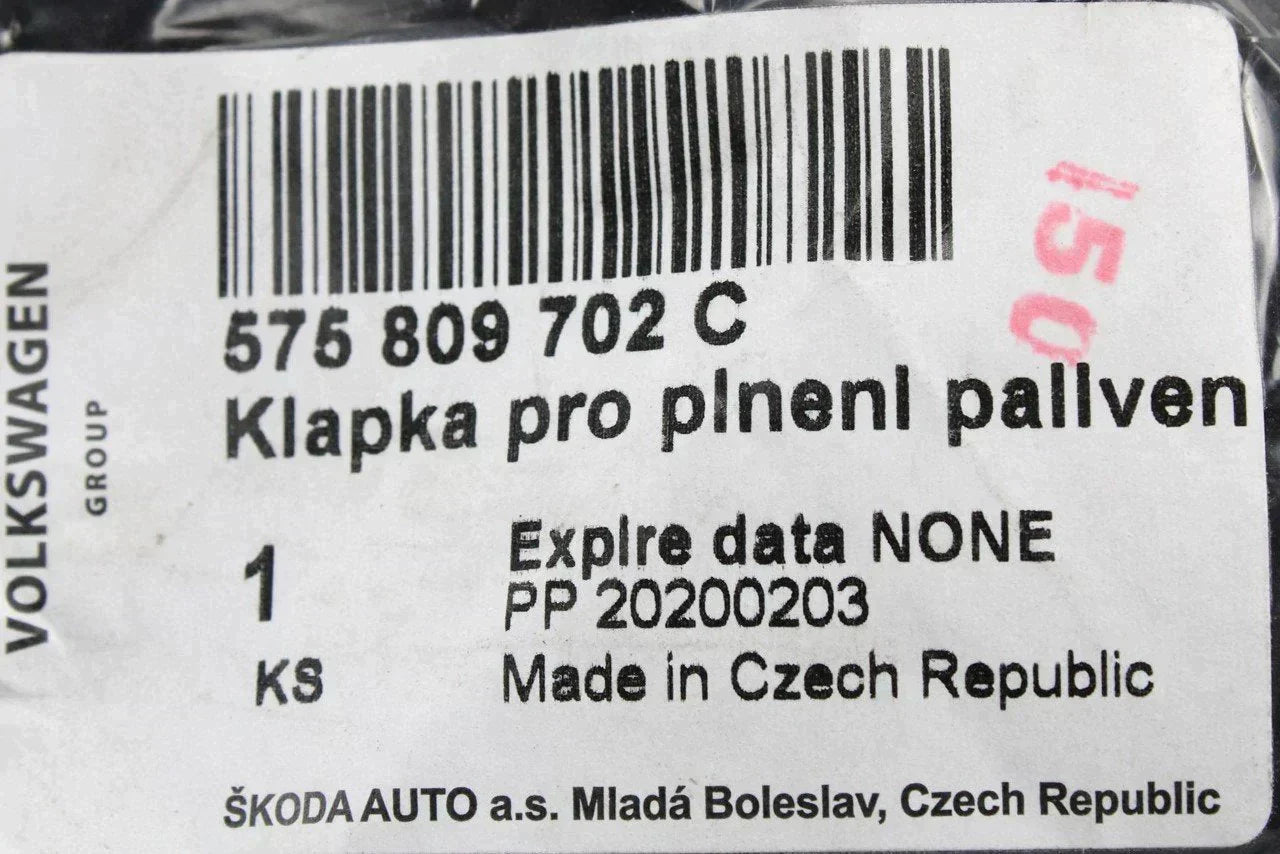 VOLKSWAGEN
GROUP
575 809 702 C
150
Klapka pro plnenI palIven
1
KS
ExpIre data NONE
PP 20200203
Made in Czech Republic
ŠKODA AUTO a.s. Mladá Boleslav, Czech Republic